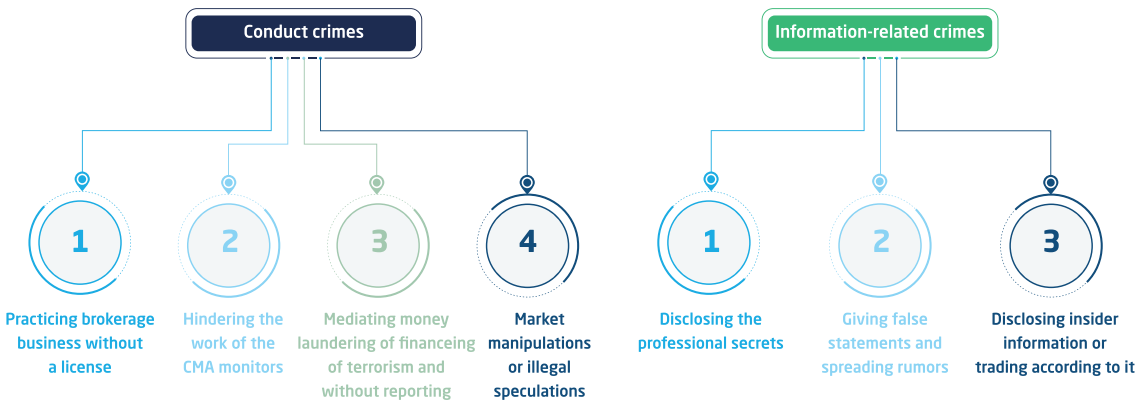 Conduct crimes
1
Practicing brokerage
business without
a license
2
Hindering the
work of the
CMA monitors
3
Mediating money
laundering of financeing
of terrorism and
without reporting
4
Market
manipulations
or illegal
speculations
Information-related crimes
1
Disclosing the
professional secrets
2
Giving false
statements and
spreading rumors
3
Disclosing insider
information or
trading according to it